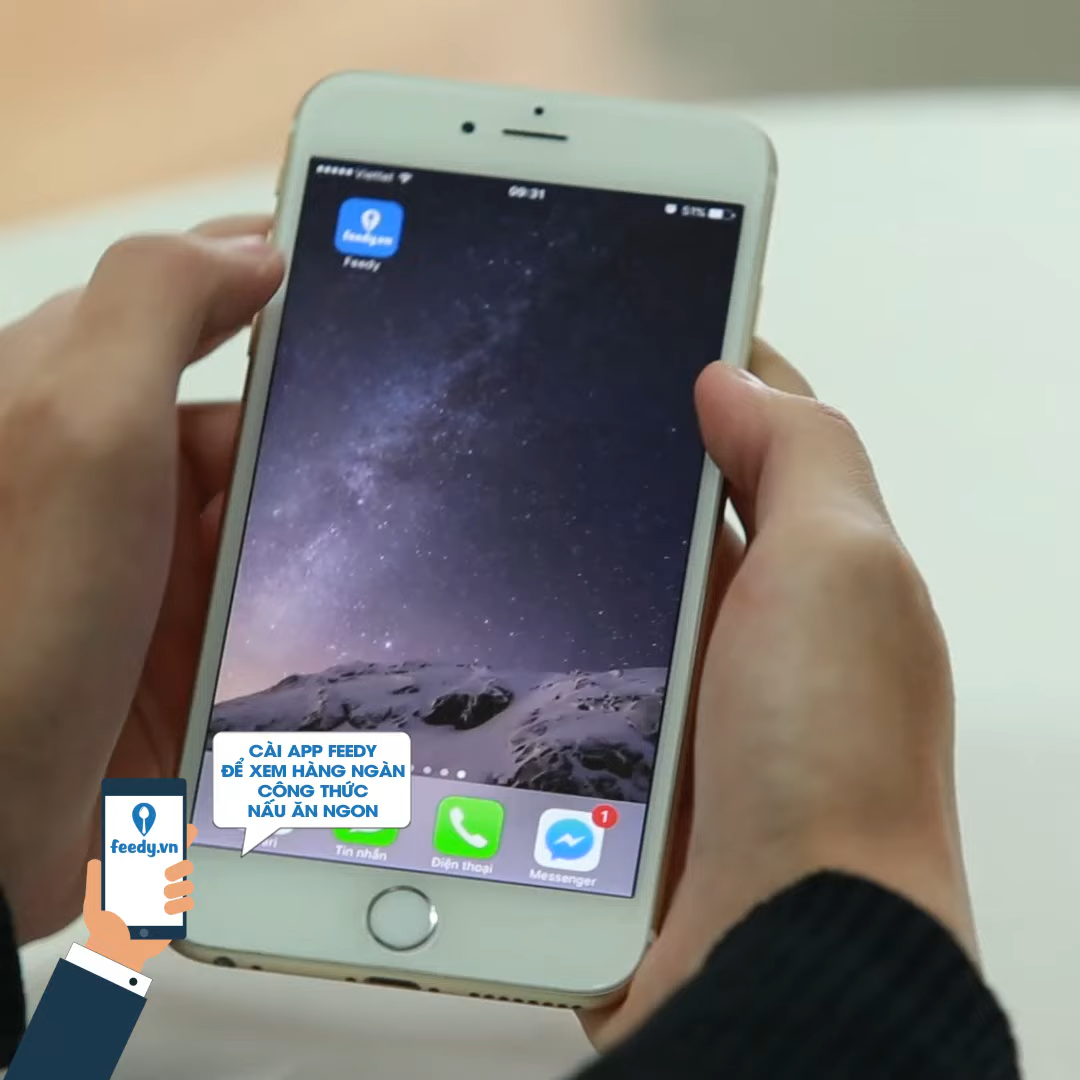 Viettel
09:31
51%
feedy.vn
Feedy
CÀI APP FEEDY
ĐỂ XEM HÀNG NGÀN
CÔNG THỨC
NẤU ĂN NGON
feedy.vn
Tin nhắn
Điện thoại
Messenger
1